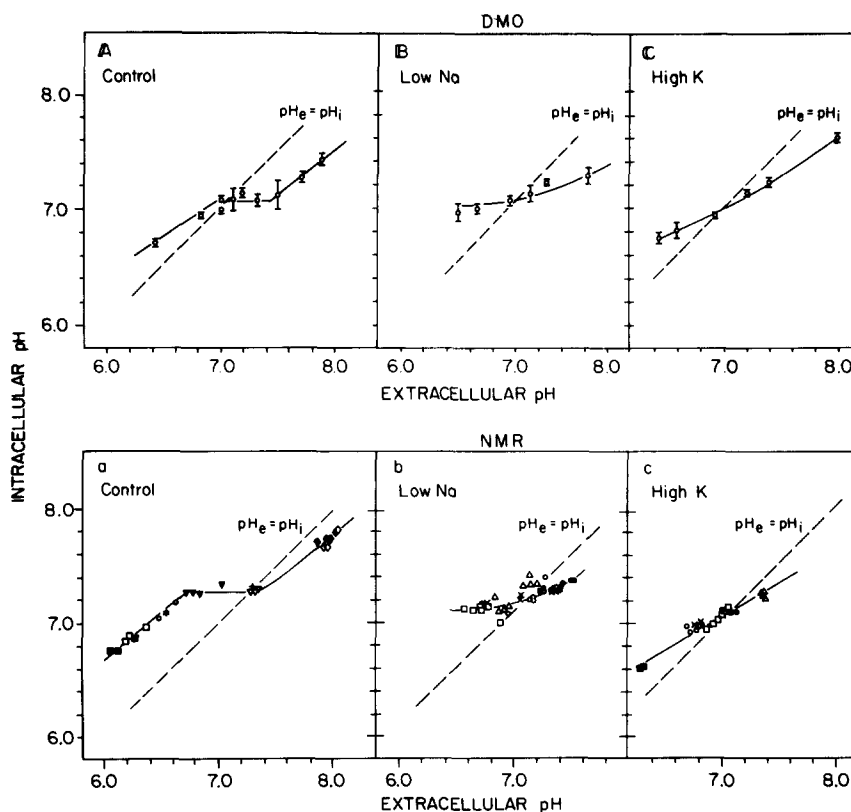 DMO
A
Control
pHe = pHi
B
Low Na
pHe = pHi
C
High K
pHe = pHi
8.0
7.0
6.0
6.0 7.0 8.0
6.0 7.0 8.0
7.0 8.0
EXTRACELLULAR pH
INTRACELLULAR pH
NMR
a
Control
pHe = pHi
b
Low Na
pHe = pHi
c
High K
pHe = pHi
8.0
7.0
6.0
6.0 7.0 8.0
6.0 7.0 8.0
7.0 8.0
EXTRACELLULAR pH